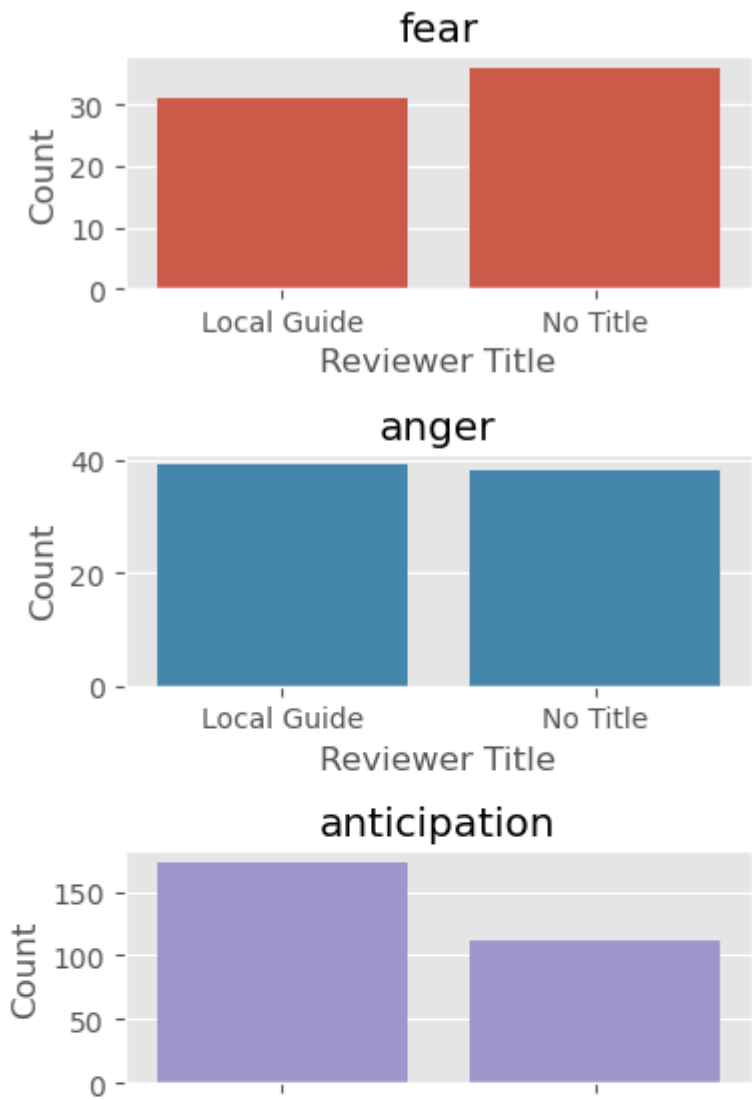 fear
Count
30
20
10
0
Local Guide No Title
Reviewer Title
anger
Count
40
20
0
Local Guide No Title
Reviewer Title
anticipation
Count
150
100
50
0